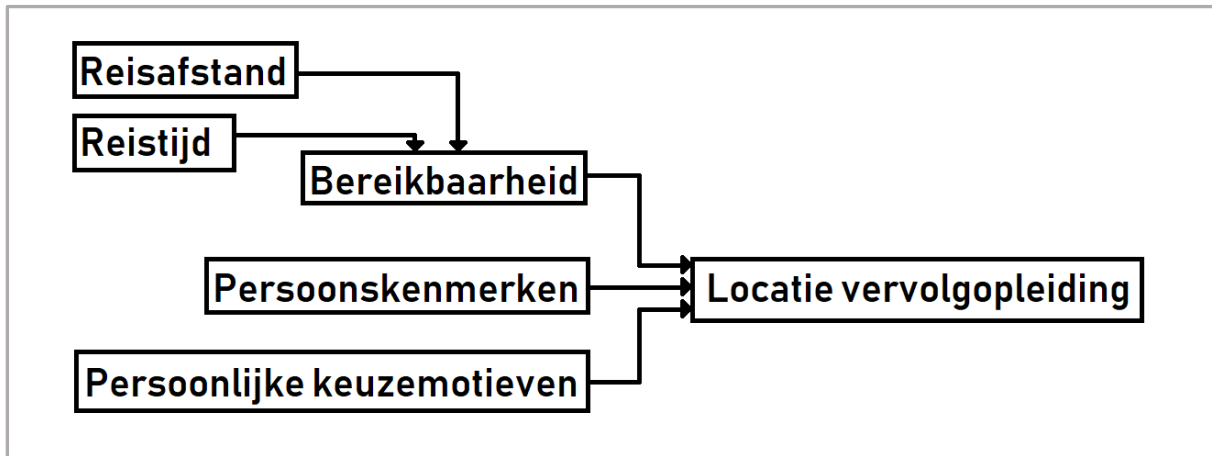 Reisafstand
Reistijd
Bereikbaarheid
Persoonskenmerken
Locatie vervolgopleiding
Persoonlijke keuzemotieven